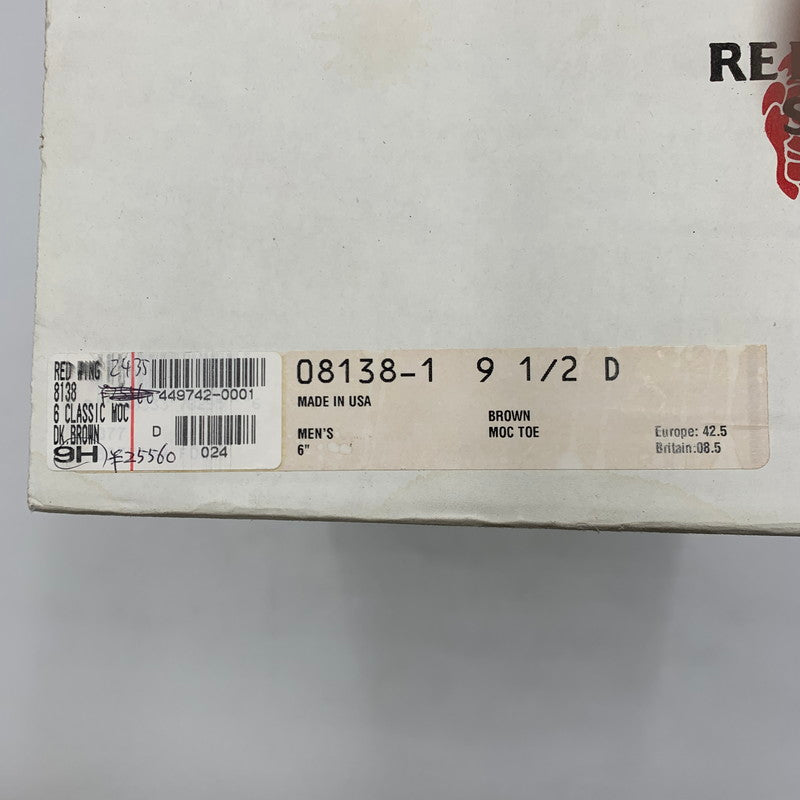 RE
S
RED WING 2435
8138
449742-0001
6 CLASSIC MOC
DK.BROWN
D
9H
¥25560
024
08138-1 9 1/2 D
MADE IN USA
BROWN
MEN'S
MOC TOE
6"
Europe: 42.5
Britain:08.5